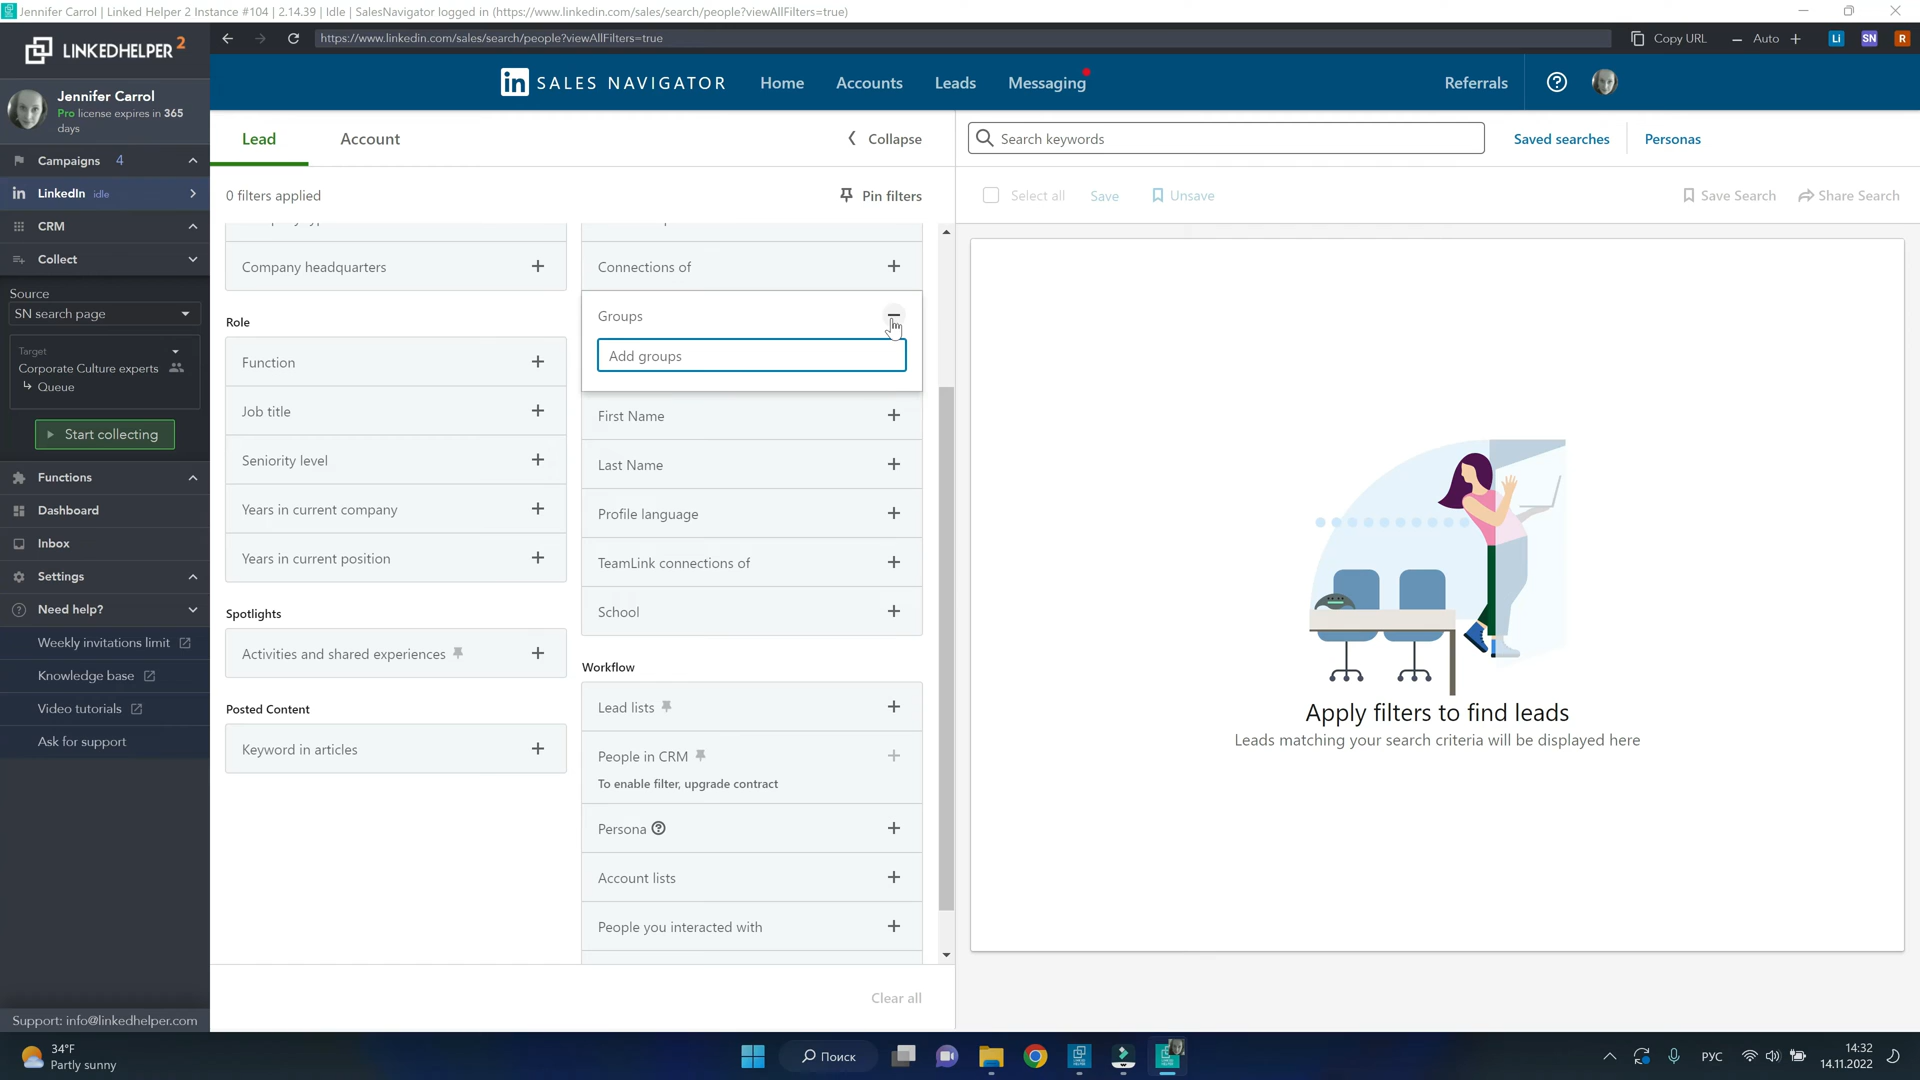 Jennifer Carrol | Linked Helper 2 Instance #104 | 2.14.39 | Idle | SalesNavigator logged in (https://www.linkedin.com/sales/search/people?viewAllFilters=true)
LINKEDHELPER 2
https://www.linkedin.com/sales/search/people?viewAllFilters=true
Copy URL
Auto
Li
SN
R
Jennifer Carrol
Pro license expires in 365
days
in SALES NAVIGATOR
Home
Accounts
Leads
Messaging
Referrals
Campaigns 4
LinkedIn idle
CRM
Collect
Source
SN search page
Target
Corporate Culture experts
Queue
Start collecting
Functions
Dashboard
Inbox
Settings
Need help?
Weekly invitations limit
Knowledge base
Video tutorials
Ask for support
Support: info@linkedhelper.com
Lead
Account
Collapse
0 filters applied
Pin filters
Company headquarters
Role
Function
Job title
Seniority level
Years in current company
Years in current position
Spotlights
Activities and shared experiences
Posted Content
Keyword in articles
Connections of
Groups
Add groups
First Name
Last Name
Profile language
TeamLink connections of
School
Workflow
Lead lists
People in CRM
To enable filter, upgrade contract
Persona
Account lists
People you interacted with
Clear all
Search keywords
Saved searches
Personas
Select all
Save
Unsave
Save Search
Share Search
Apply filters to find leads
Leads matching your search criteria will be displayed here
34°F
Partly sunny
Поиск
РУС
14:32
14.11.2022